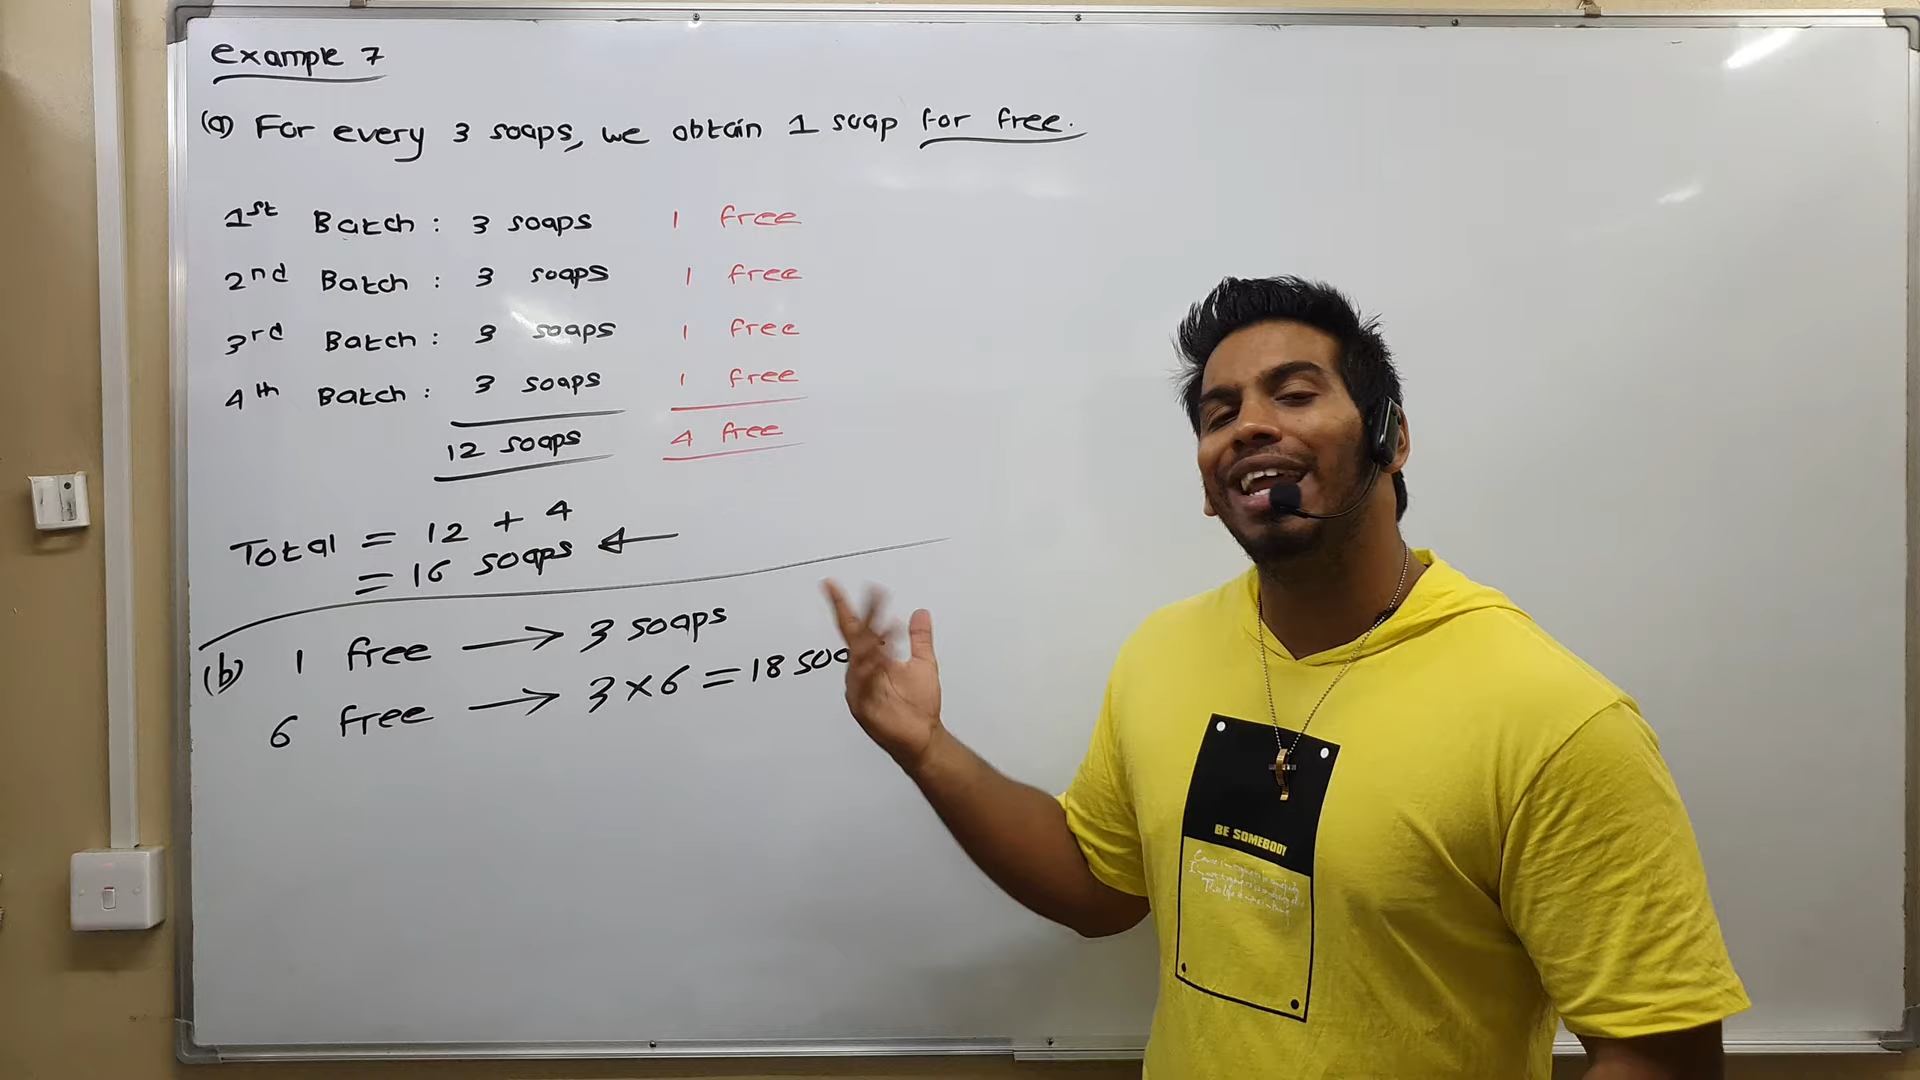 example 7
(a) For every 3 soaps, we obtain 1 soap for free.
1st Batch : 3 soaps 1 free
2nd Batch : 3 soaps 1 free
3rd Batch : 3 soaps 1 free
4th Batch : 3 soaps 1 free
12 soaps 4 free
Total = 12 + 4
= 16 soaps ←
(b) 1 free → 3 soaps
6 free → 3 × 6 = 18 soa
BE SOMEBODY